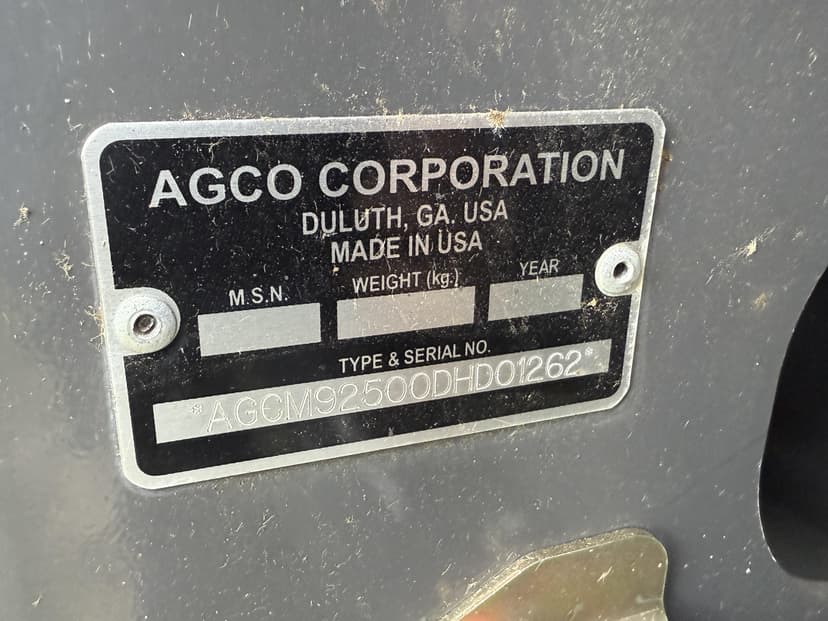 AGCO CORPORATION
DULUTH, GA. USA
MADE IN USA
M.S.N. WEIGHT (kg.) YEAR
TYPE & SERIAL NO.
*AGCM92500DHD01262*